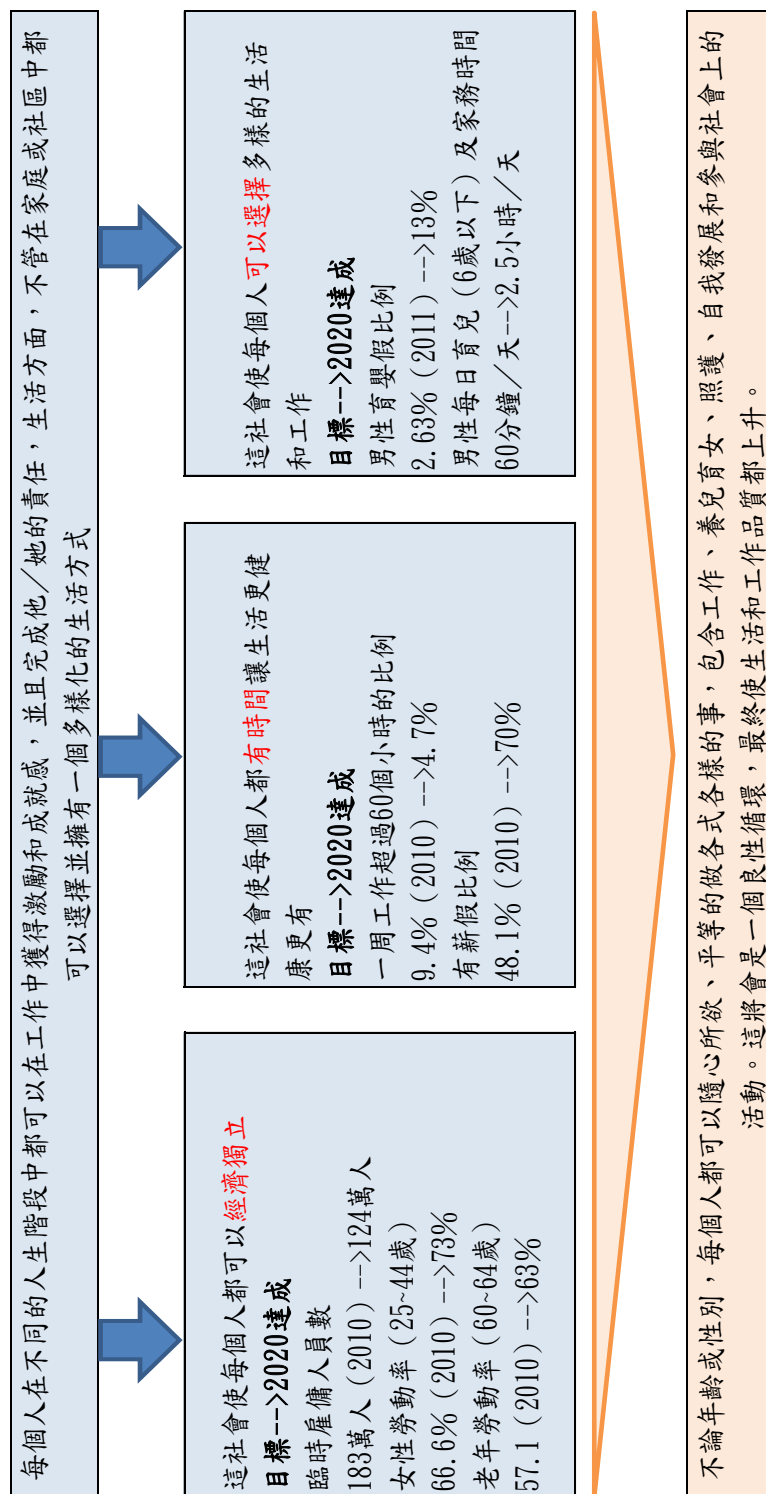 每個人在不同的人生階段中都可以在工作中獲得激勵和成就感，並且完成他／她的責任，生活方面，不管在家庭或社區中都
可以選擇並擁有一個多樣化的生活方式
這社會使每個人都可以經濟獨立
目標-->2020達成
臨時雇傭人員數
183萬人（2010）-->124萬人
女性勞動率（25~44歲）
66.6%（2010）-->73%
老年勞動率（60~64歲）
57.1（2010）-->63%
這社會使每個人都有時間讓生活更健
康更有
目標-->2020達成
一周工作超過60個小時的比例
9.4%（2010）-->4.7%
有薪假比例
48.1%（2010）-->70%
這社會使每個人可以選擇多樣的生活
和工作
目標-->2020達成
男性育嬰假比例
2.63%（2011）-->13%
男性每日育兒（6歲以下）及家務時間
60分鐘／天-->2.5小時／天
不論年齡或性別，每個人都可以隨心所欲、平等的做各式各樣的事，包含工作、養兒育女、照護、自我發展和參與社會上的
活動。這將會是一個良性循環，最終使生活和工作品質都上升。